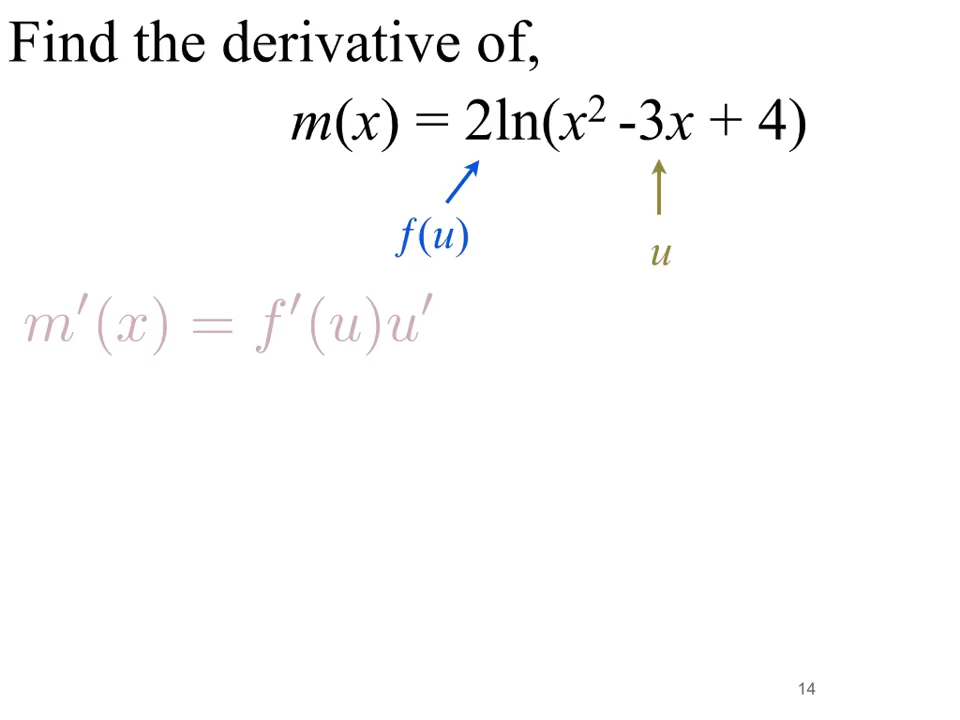 Find the derivative of,
m(x) = 2ln(x² -3x + 4)
f(u)
u
m′(x) = f′(u)u′
14